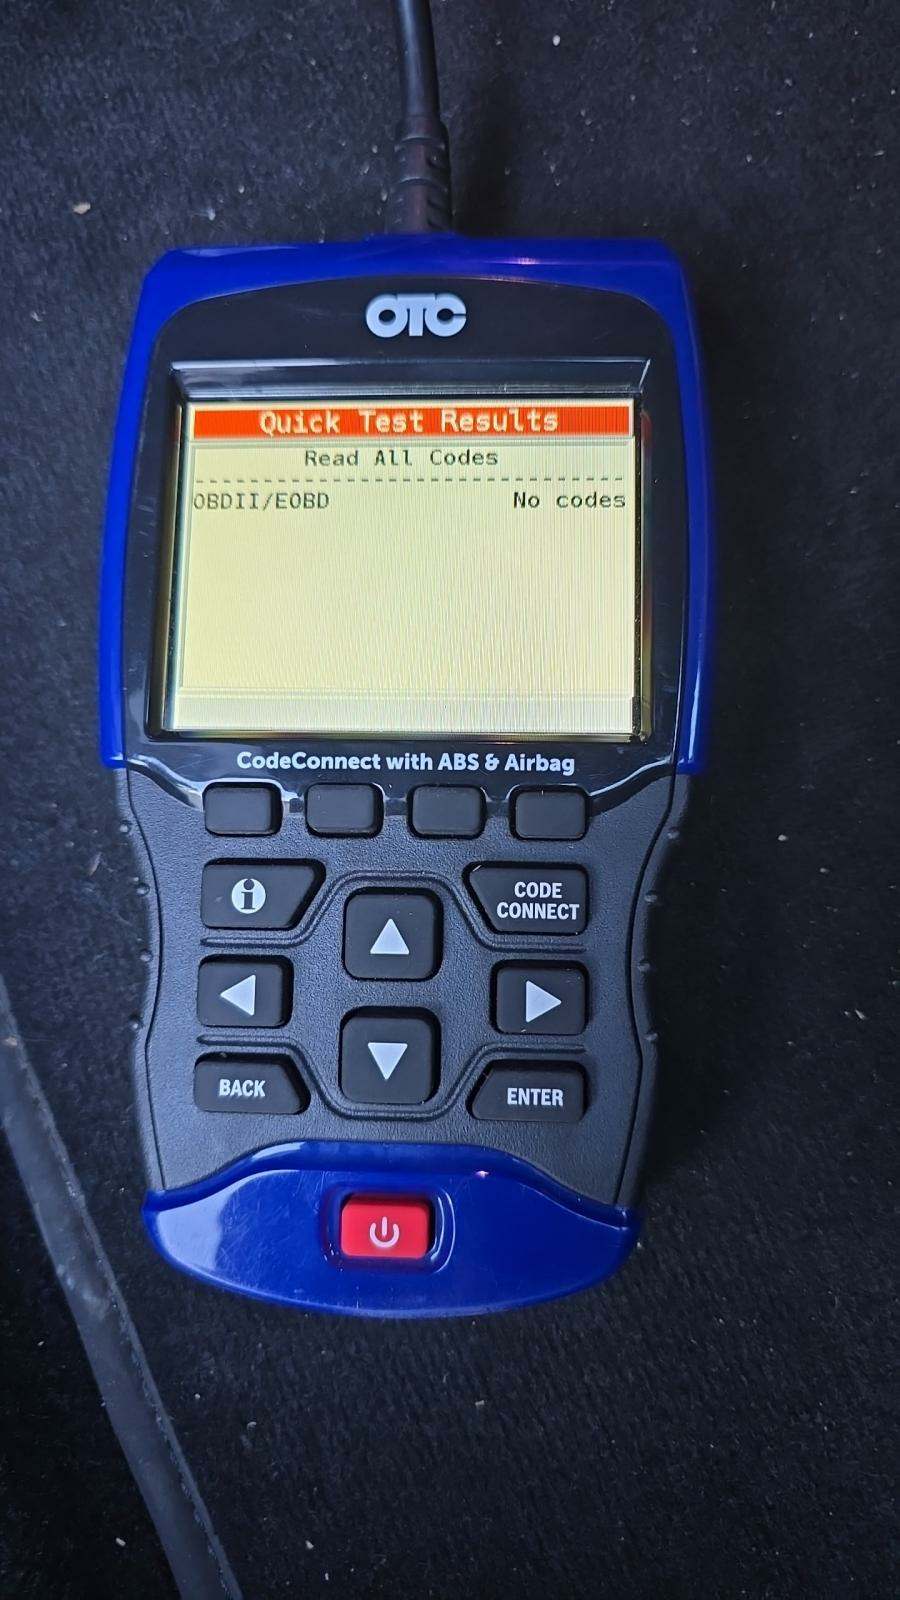 OTC
Quick Test Results
Read All Codes
--------------------------------
OBDII/EOBD No codes
CodeConnect with ABS & Airbag
i
CODE
CONNECT
BACK
ENTER